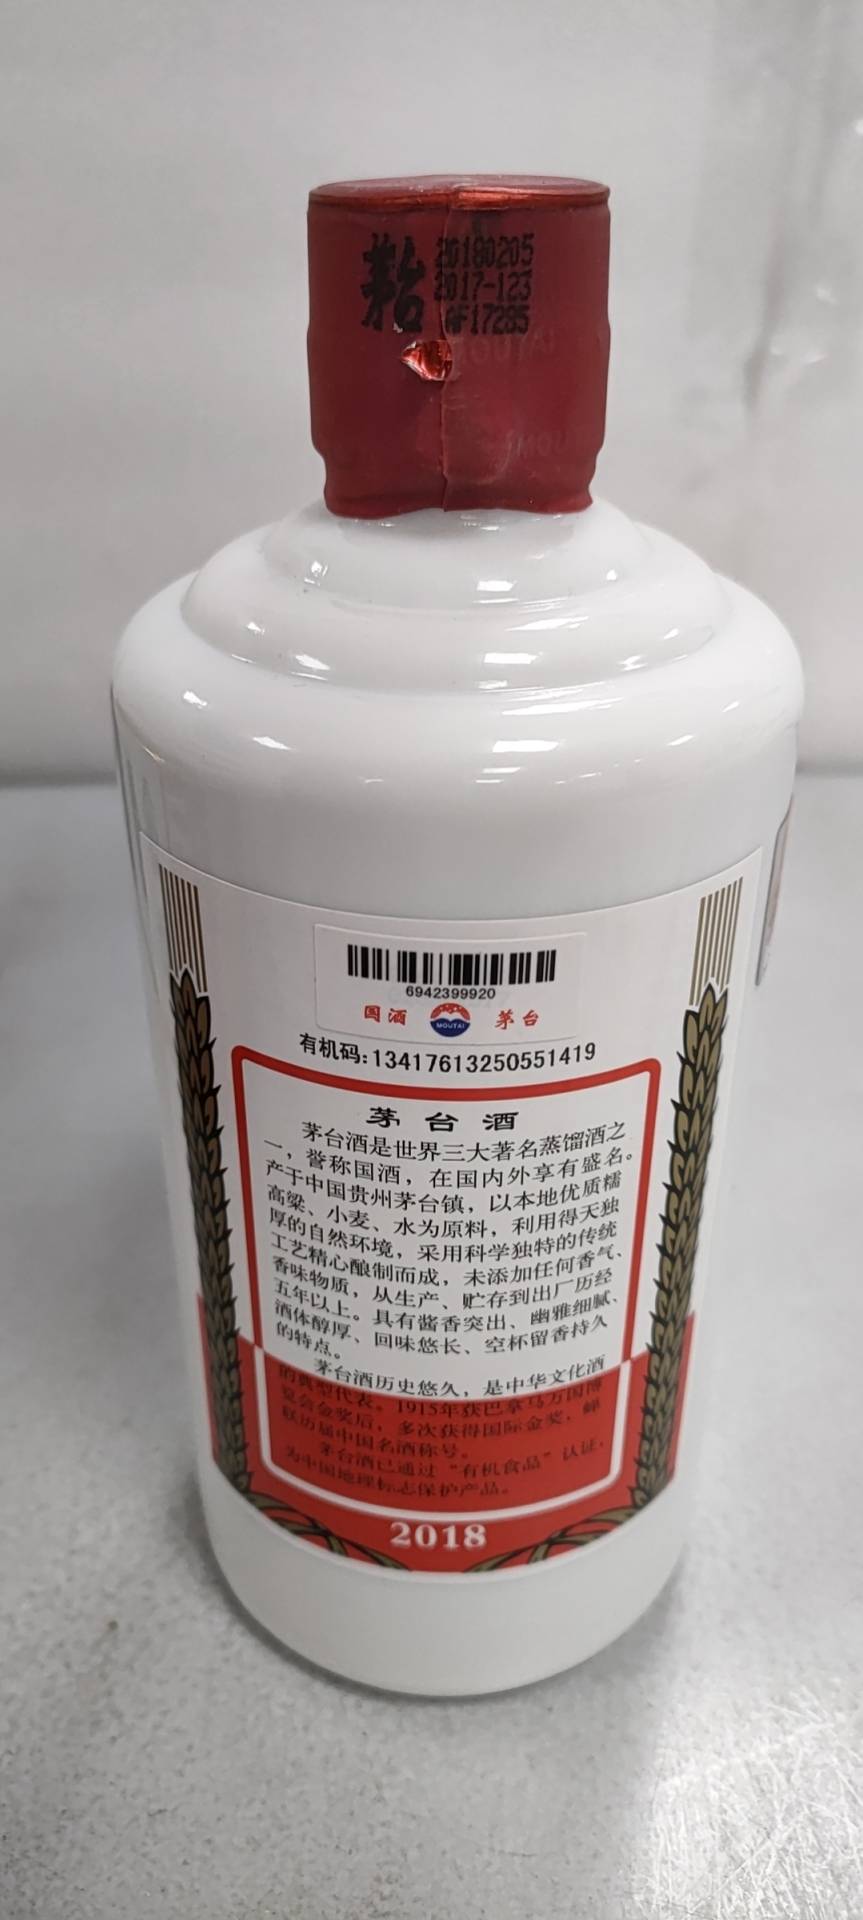 茅台
20180205
2017-123
AF17285
6942399920
国酒
MOUTAI
茅台
有机码:13417613250551419
茅台酒
茅台酒是世界三大著名蒸馏酒之
一，誉称国酒，在国内外享有盛名。
产于中国贵州茅台镇，以本地优质糯
高粱、小麦、水为原料，利用得天独
厚的自然环境，采用科学独特的传统
工艺精心酿制而成，未添加任何香气、
香味物质，从生产、贮存到出厂历经
五年以上。具有酱香突出、幽雅细腻、
酒体醇厚、回味悠长、空杯留香持久
的特点。
茅台酒历史悠久，是中华文化酒
的典型代表。1915年获巴拿马万国博
览会金奖后，多次获得国际金奖，蝉
联历届中国名酒称号。
茅台酒已通过“有机食品”认证，
为中国地理标志保护产品。
2018